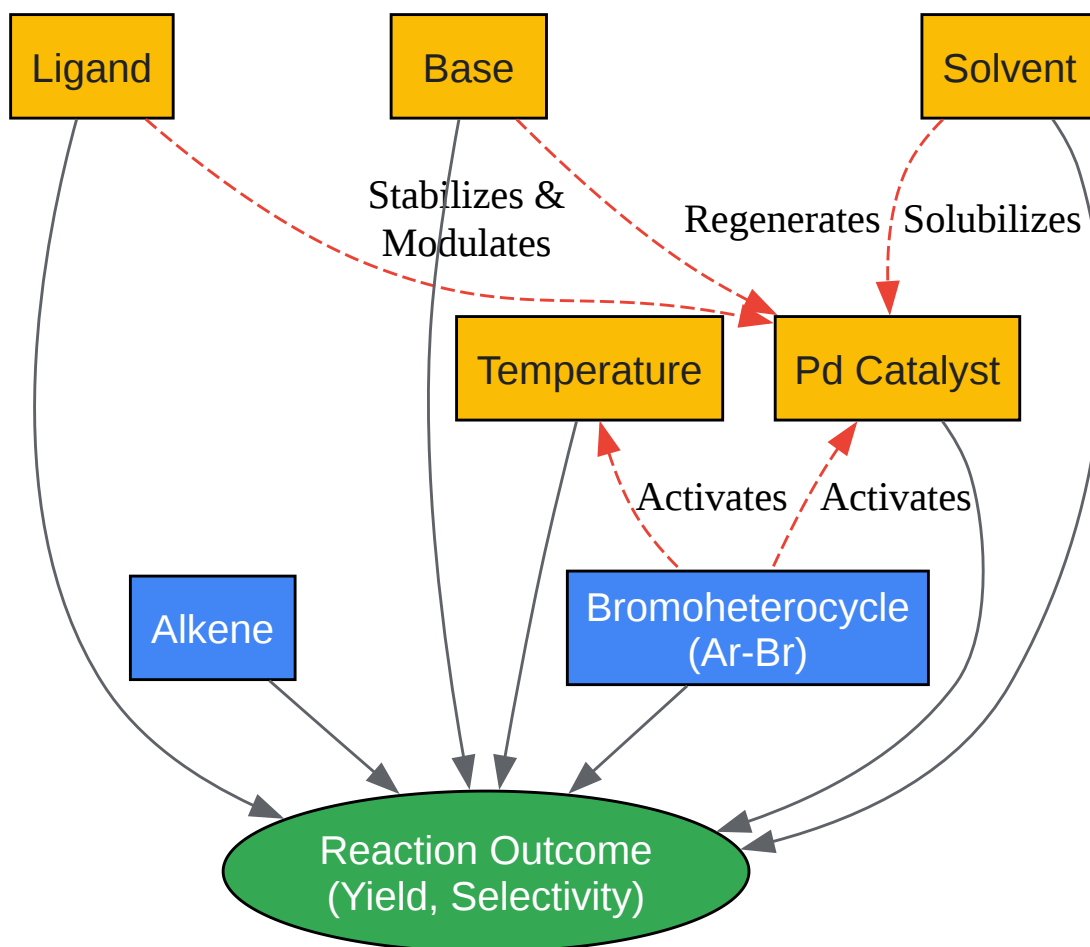 Ligand
Base
Solvent
Stabilizes &
Modulates
Regenerates
Solubilizes
Temperature
Pd Catalyst
Activates
Activates
Alkene
Bromoheterocycle
(Ar-Br)
Reaction Outcome
(Yield, Selectivity)